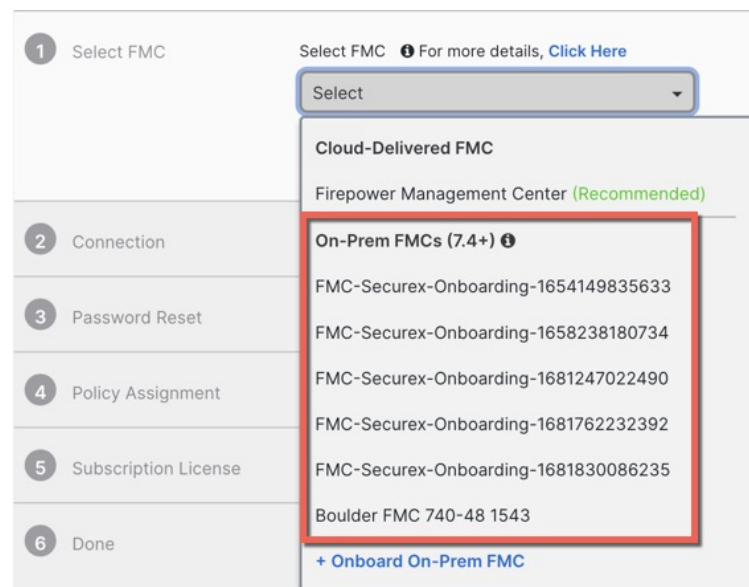 1 Select FMC
Select FMC ℹ For more details, Click Here
Select
Cloud-Delivered FMC
Firepower Management Center (Recommended)
2 Connection
On-Prem FMCs (7.4+) ℹ
FMC-Securex-Onboarding-1654149835633
3 Password Reset
FMC-Securex-Onboarding-1658238180734
4 Policy Assignment
FMC-Securex-Onboarding-1681247022490
FMC-Securex-Onboarding-1681762232392
5 Subscription License
FMC-Securex-Onboarding-1681830086235
Boulder FMC 740-48 1543
6 Done
+ Onboard On-Prem FMC